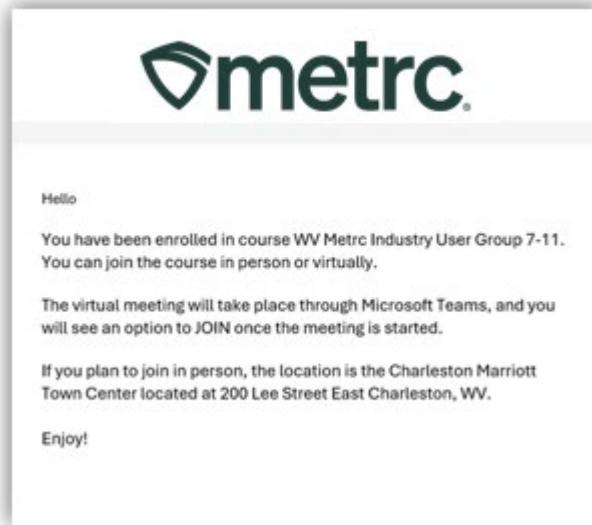 metrc®
Hello
You have been enrolled in course WV Metrc Industry User Group 7-11.
You can join the course in person or virtually.
The virtual meeting will take place through Microsoft Teams, and you
will see an option to JOIN once the meeting is started.
If you plan to join in person, the location is the Charleston Marriott
Town Center located at 200 Lee Street East Charleston, WV.
Enjoy!